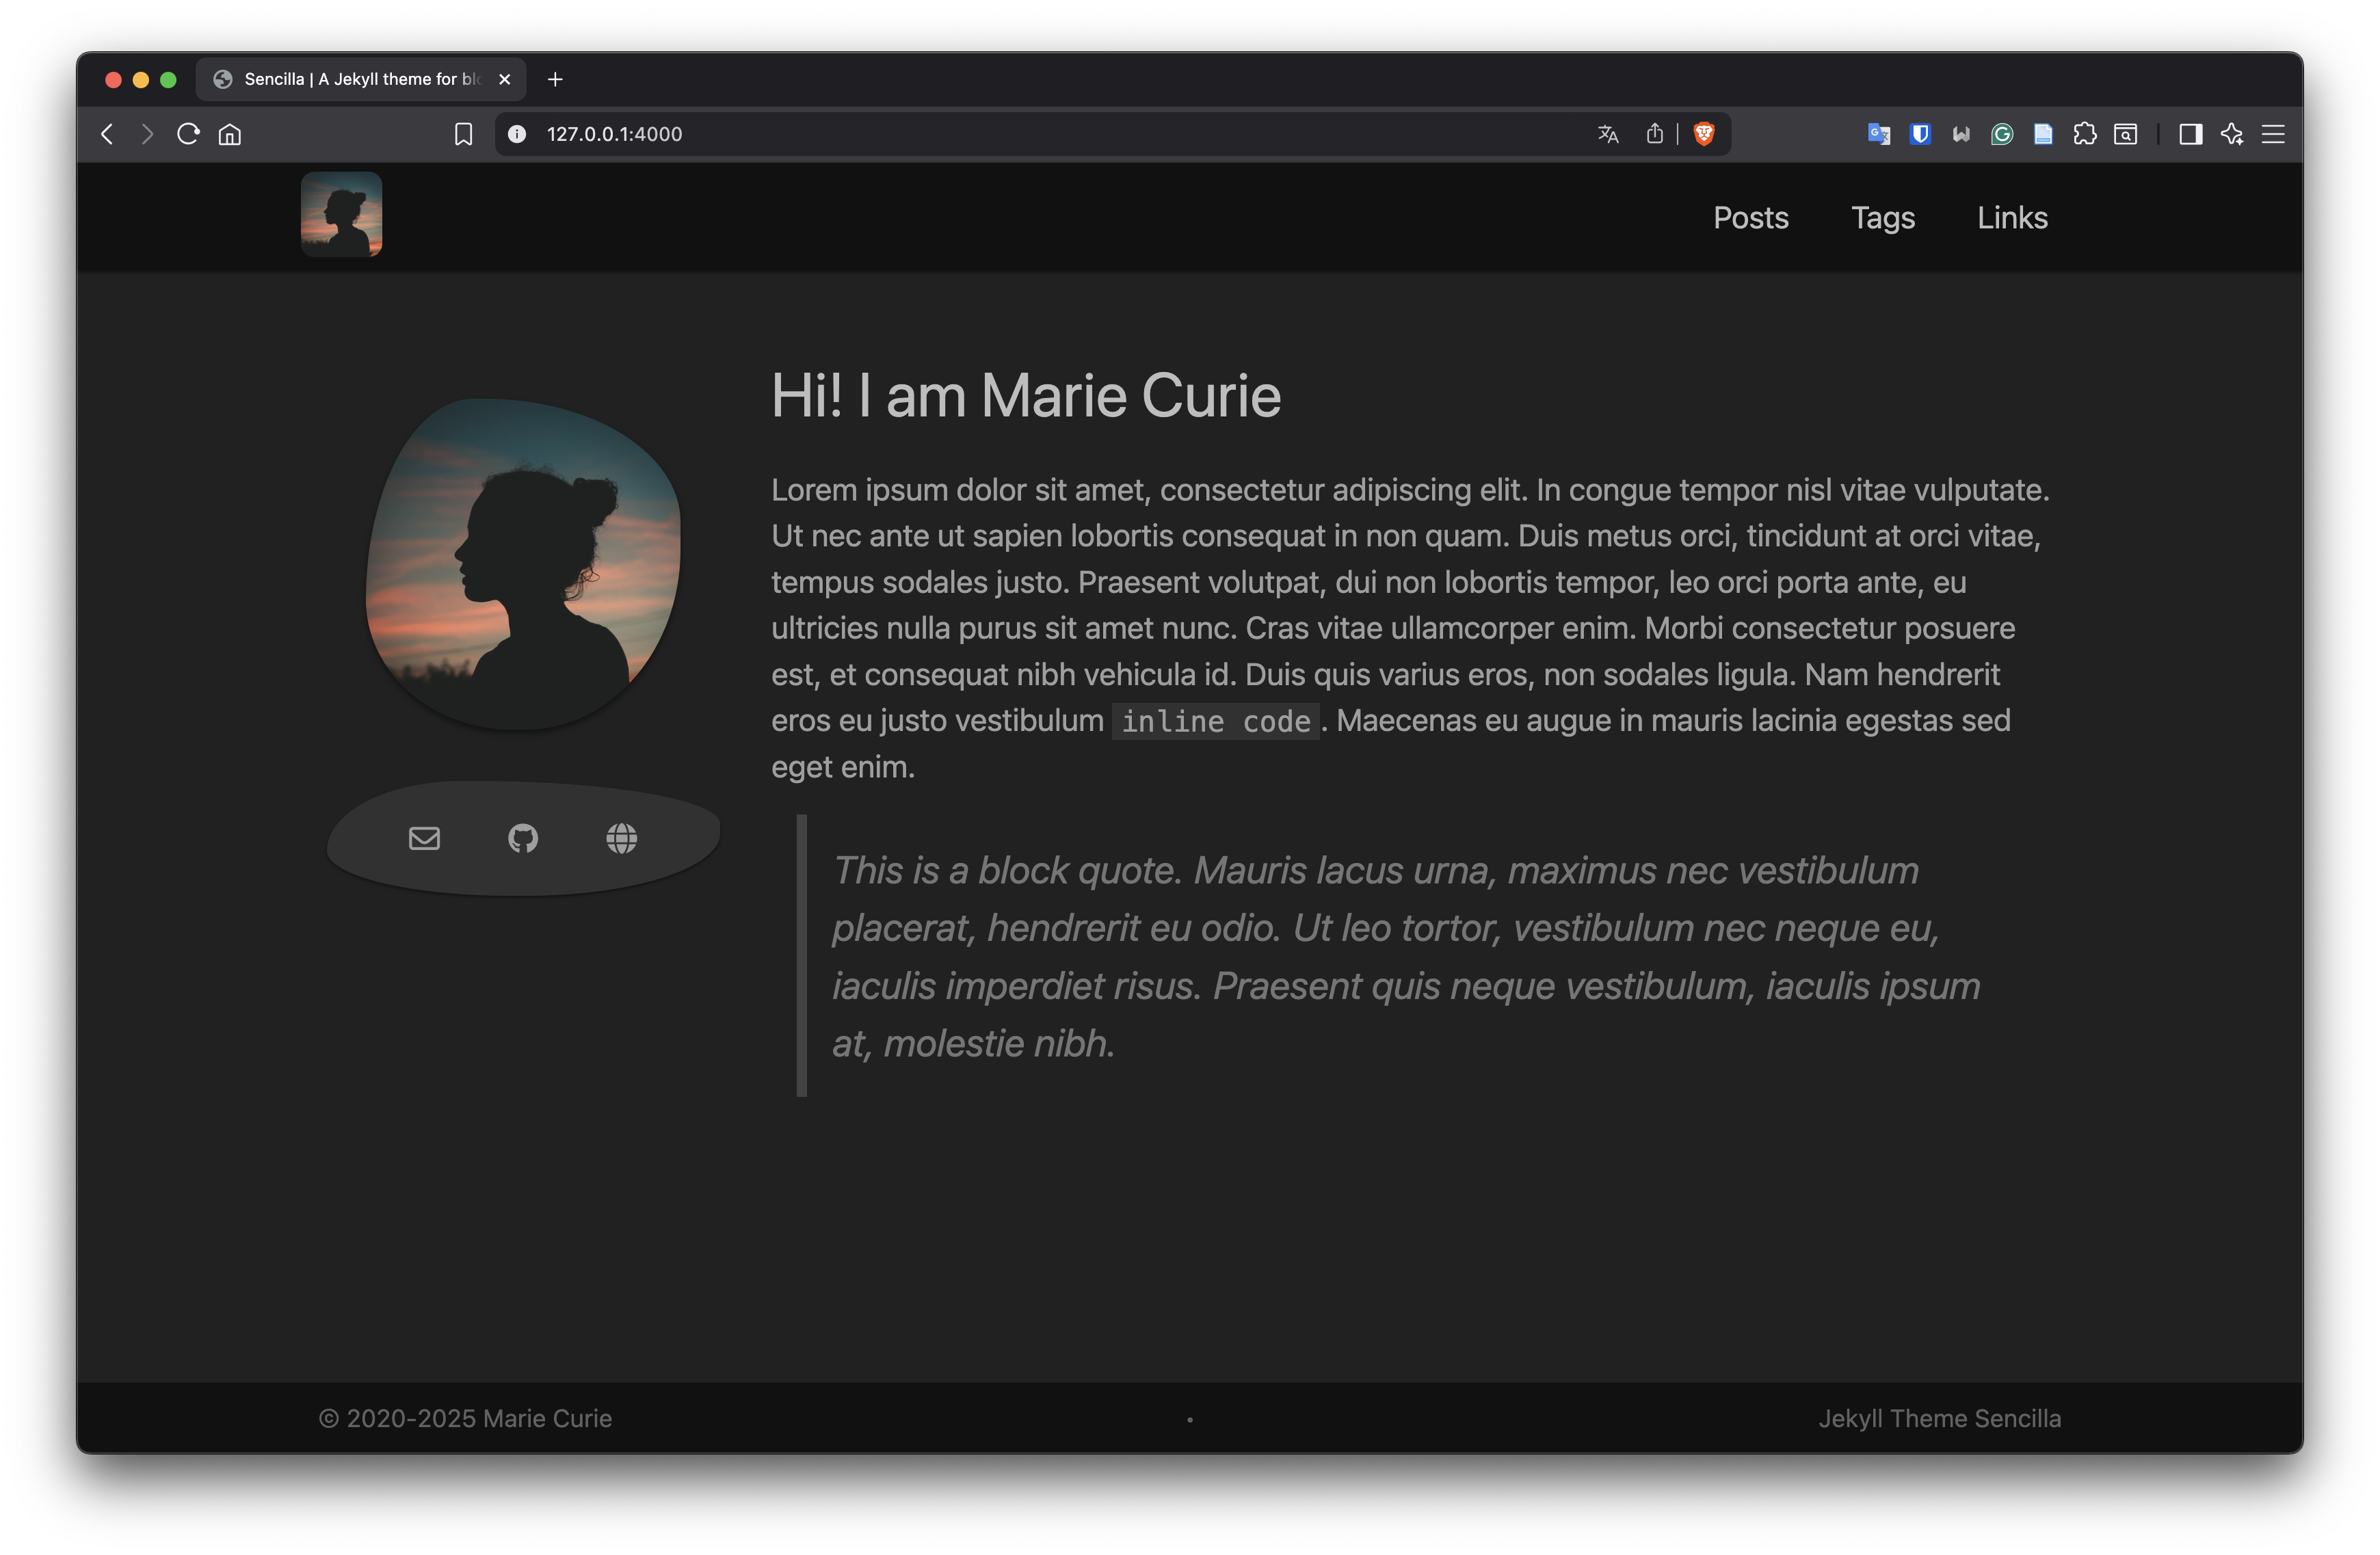 Sencilla | A Jekyll theme for blo
127.0.0.1:4000
Posts Tags Links
Hi! I am Marie Curie
Lorem ipsum dolor sit amet, consectetur adipiscing elit. In congue tempor nisl vitae vulputate.
Ut nec ante ut sapien lobortis consequat in non quam. Duis metus orci, tincidunt at orci vitae,
tempus sodales justo. Praesent volutpat, dui non lobortis tempor, leo orci porta ante, eu
ultricies nulla purus sit amet nunc. Cras vitae ullamcorper enim. Morbi consectetur posuere
est, et consequat nibh vehicula id. Duis quis varius eros, non sodales ligula. Nam hendrerit
eros eu justo vestibulum inline code. Maecenas eu augue in mauris lacinia egestas sed
eget enim.
This is a block quote. Mauris lacus urna, maximus nec vestibulum
placerat, hendrerit eu odio. Ut leo tortor, vestibulum nec neque eu,
iaculis imperdiet risus. Praesent quis neque vestibulum, iaculis ipsum
at, molestie nibh.
© 2020-2025 Marie Curie • Jekyll Theme Sencilla